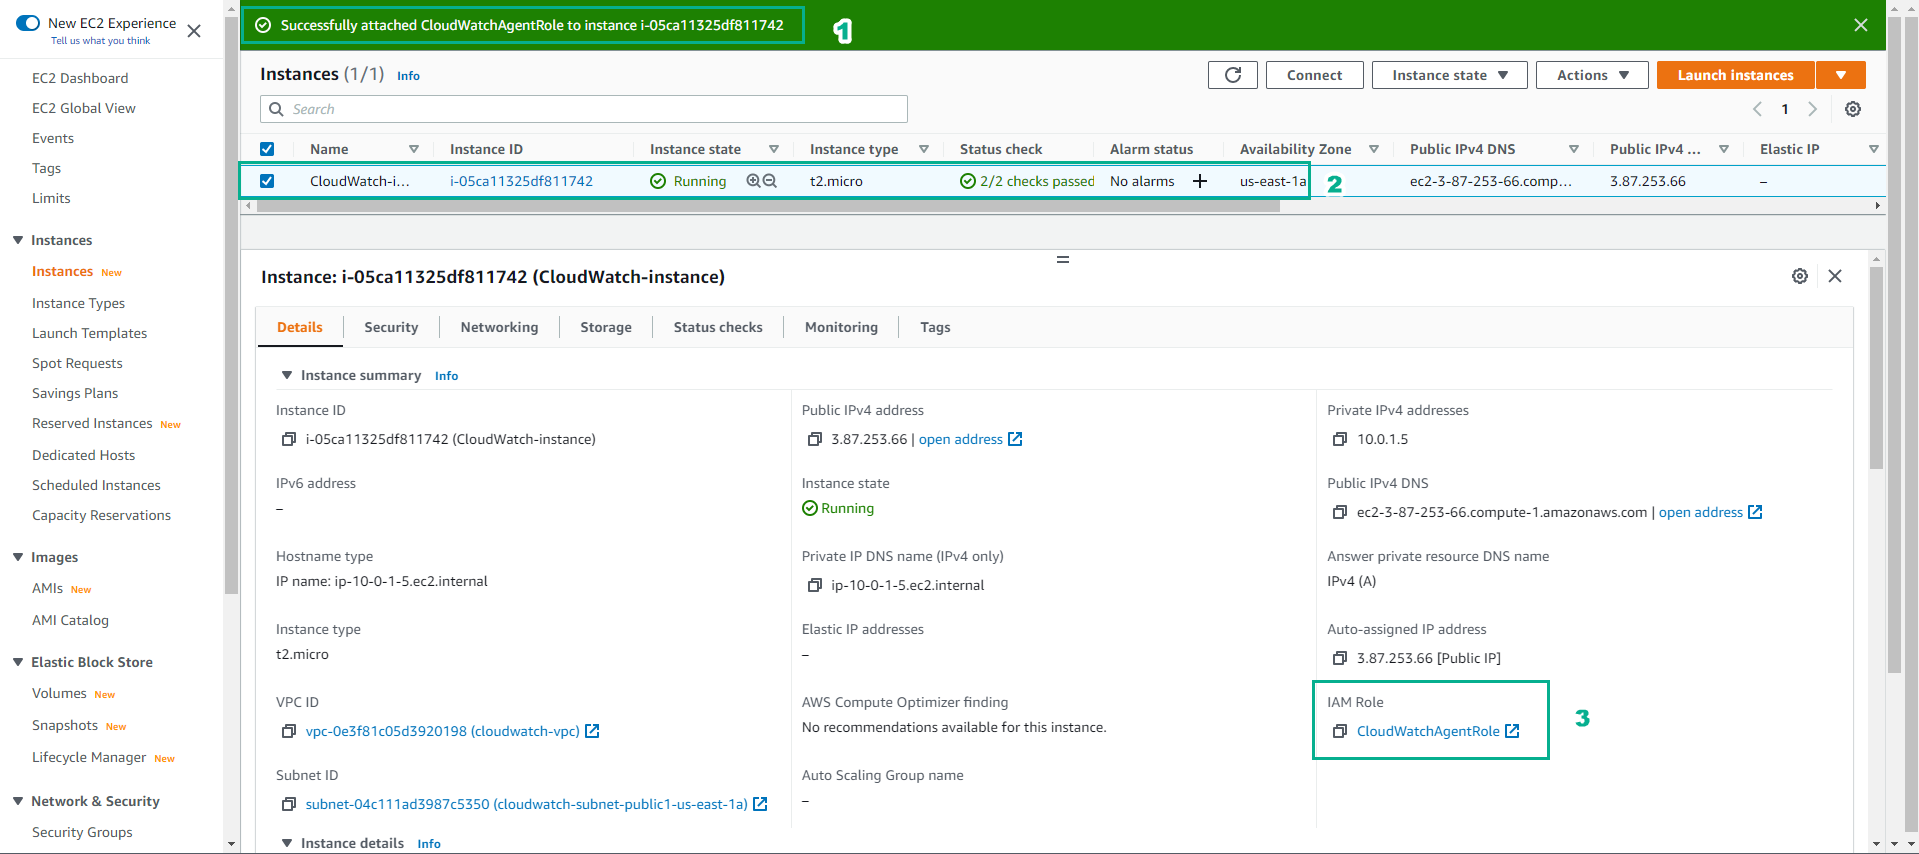 New EC2 Experience
Tell us what you think
EC2 Dashboard
EC2 Global View
Events
Tags
Limits
Instances
Instances New
Instance Types
Launch Templates
Spot Requests
Savings Plans
Reserved Instances New
Dedicated Hosts
Scheduled Instances
Capacity Reservations
Images
AMIs New
AMI Catalog
Elastic Block Store
Volumes New
Snapshots New
Lifecycle Manager New
Network & Security
Security Groups
Successfully attached CloudWatchAgentRole to instance i-05ca11325df811742
1
Instances (1/1) Info
Connect
Instance state
Actions
Launch instances
Search
1
Name Instance ID Instance state Instance type Status check Alarm status Availability Zone Public IPv4 DNS Public IPv4 ... Elastic IP
CloudWatch-i... i-05ca11325df811742 Running t2.micro 2/2 checks passed No alarms + us-east-1a ec2-3-87-253-66.comp... 3.87.253.66 –
2
Instance: i-05ca11325df811742 (CloudWatch-instance)
Details Security Networking Storage Status checks Monitoring Tags
Instance summary Info
Instance ID
i-05ca11325df811742 (CloudWatch-instance)
Public IPv4 address
3.87.253.66 | open address
Private IPv4 addresses
10.0.1.5
IPv6 address
–
Instance state
Running
Public IPv4 DNS
ec2-3-87-253-66.compute-1.amazonaws.com | open address
Hostname type
IP name: ip-10-0-1-5.ec2.internal
Private IP DNS name (IPv4 only)
ip-10-0-1-5.ec2.internal
Answer private resource DNS name
IPv4 (A)
Instance type
t2.micro
Elastic IP addresses
–
Auto-assigned IP address
3.87.253.66 [Public IP]
VPC ID
vpc-0e3f81c05d3920198 (cloudwatch-vpc)
AWS Compute Optimizer finding
No recommendations available for this instance.
IAM Role
CloudWatchAgentRole
3
Subnet ID
subnet-04c111ad3987c5350 (cloudwatch-subnet-public1-us-east-1a)
Auto Scaling Group name
–
Instance details Info